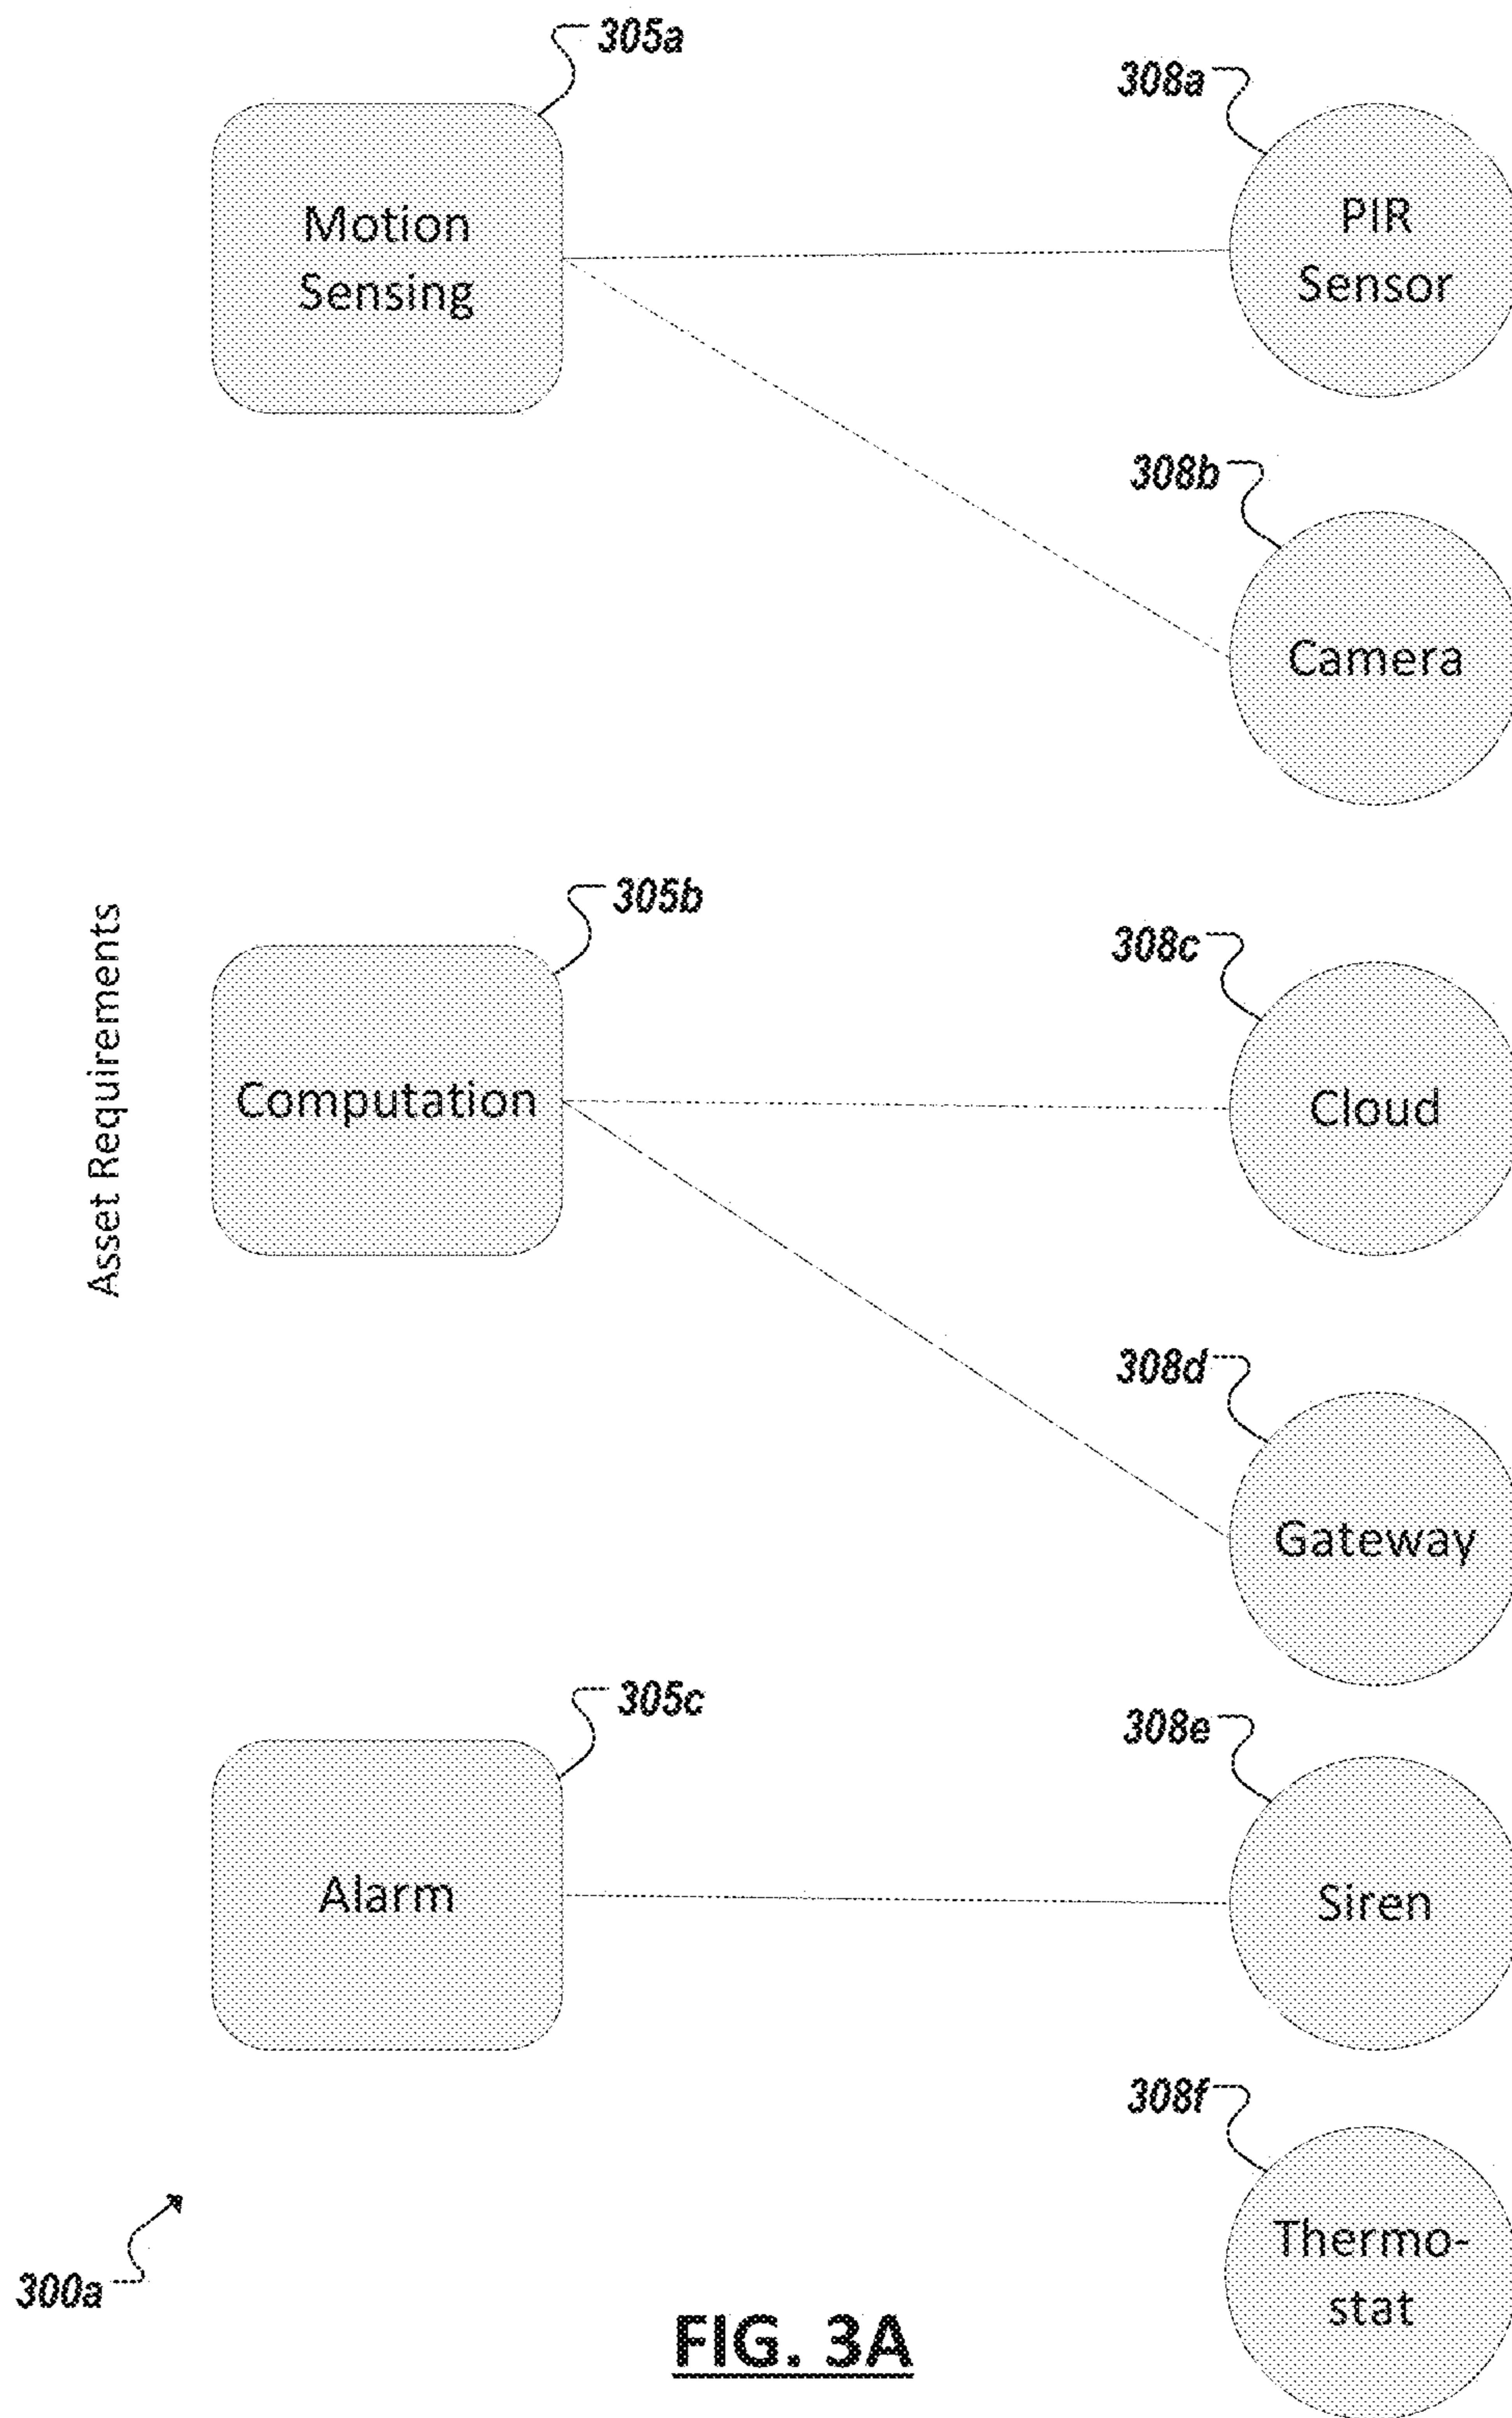 305a
308a
Motion
Sensing
PIR
Sensor
308b
Camera
Asset Requirements
305b
308c
Computation
Cloud
308d
Gateway
305c
308e
Alarm
Siren
308f
Thermo-
stat
300a
FIG. 3A